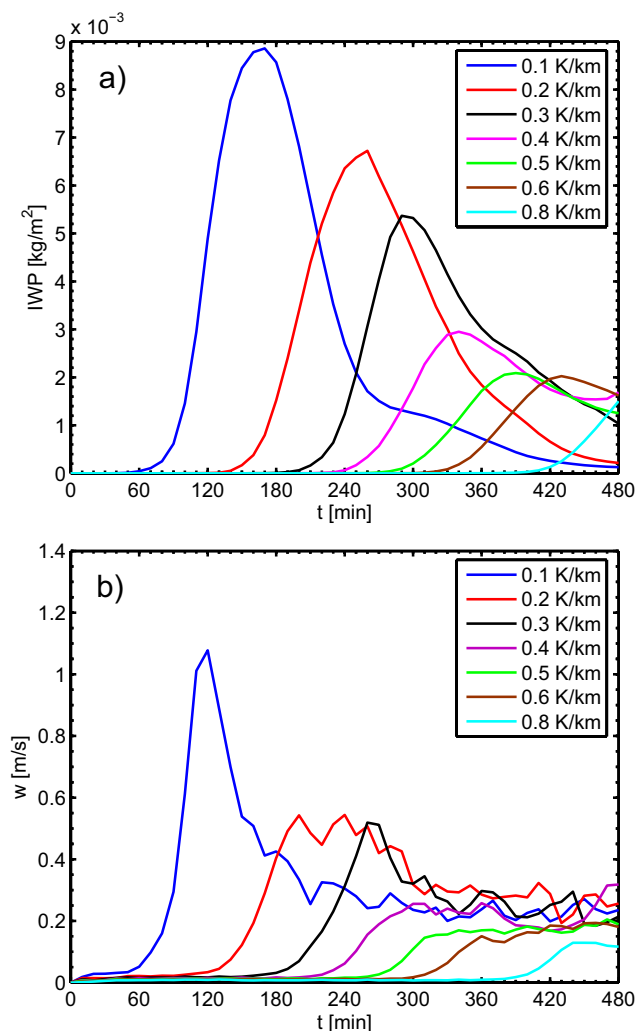 x 10⁻³
a)
9
8
7
6
5
4
3
2
1
0
IWP [kg/m²]
0.1 K/km
0.2 K/km
0.3 K/km
0.4 K/km
0.5 K/km
0.6 K/km
0.8 K/km
0 60 120 180 240 300 360 420 480
t [min]
b)
1.4
1.2
1
0.8
0.6
0.4
0.2
0
w [m/s]
0.1 K/km
0.2 K/km
0.3 K/km
0.4 K/km
0.5 K/km
0.6 K/km
0.8 K/km
0 60 120 180 240 300 360 420 480
t [min]